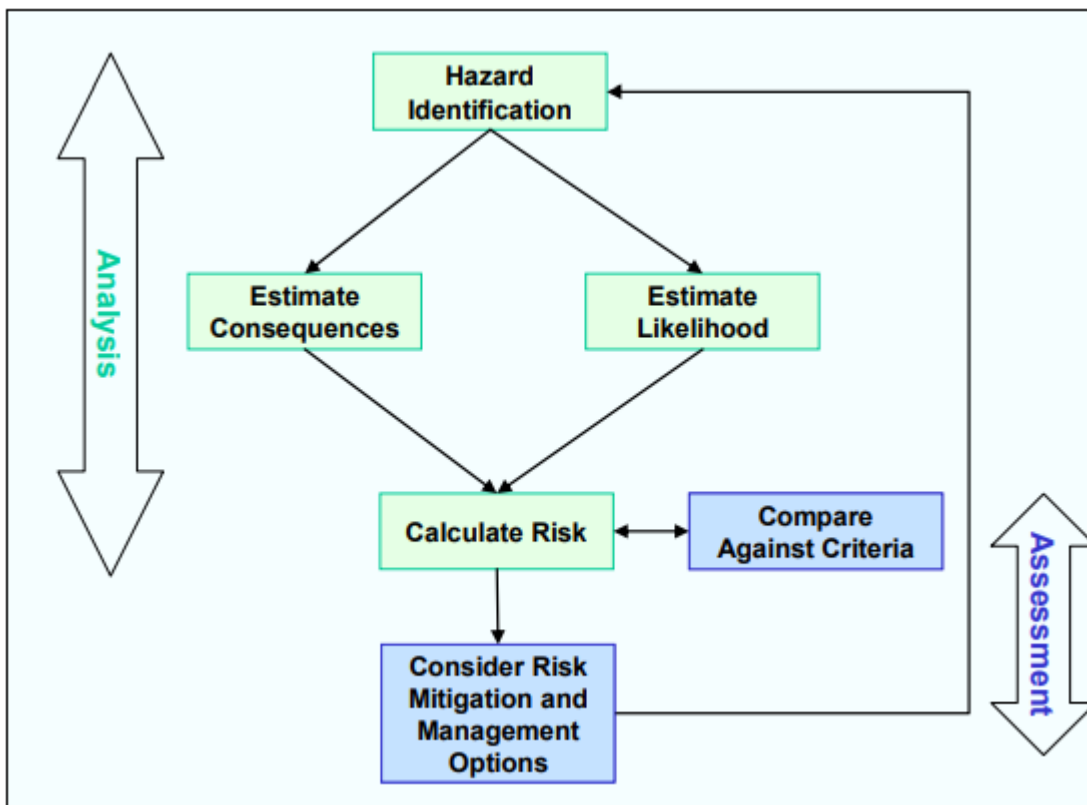 Hazard
Identification
Analysis
Estimate
Consequences
Estimate
Likelihood
Calculate Risk
Compare
Against Criteria
Assessment
Consider Risk
Mitigation and
Management
Options